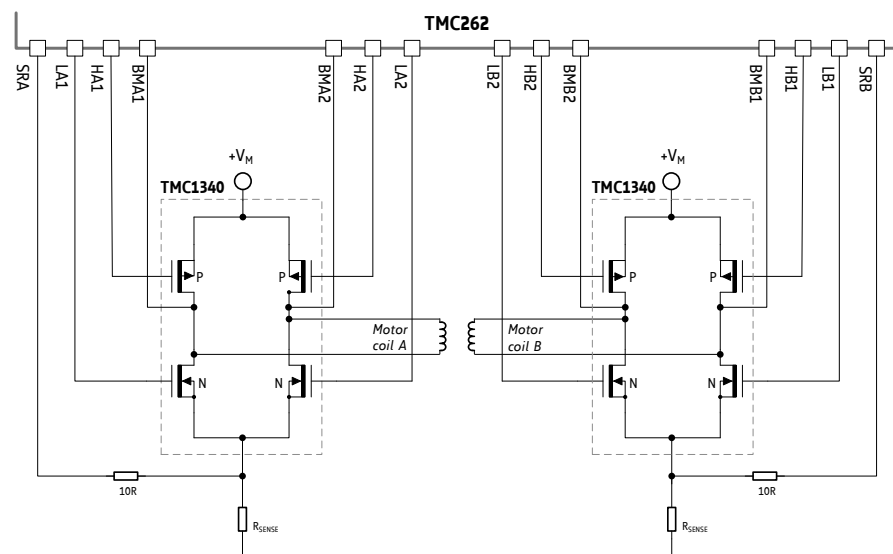 TMC262
SRA
LA1
HA1
BMA1
BMA2
HA2
LA2
LB2
HB2
BMB2
BMB1
HB1
LB1
SRB
+VM
TMC1340
P
P
N
N
Motor
coil A
10R
RSENSE
+VM
TMC1340
P
P
N
N
Motor
coil B
10R
RSENSE